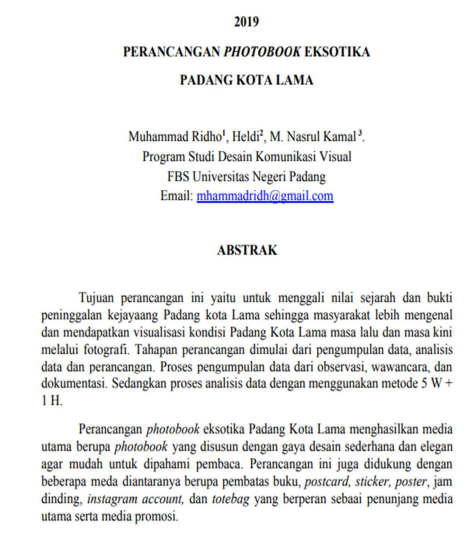 2019
PERANCANGAN PHOTOBOOK EKSOTIKA
PADANG KOTA LAMA
Muhammad Ridho¹, Heldi², M. Nasrul Kamal³.
Program Studi Desain Komunikasi Visual
FBS Universitas Negeri Padang
Email: mhammadridh@gmail.com
ABSTRAK
Tujuan perancangan ini yaitu untuk menggali nilai sejarah dan bukti
peninggalan kejayaang Padang kota Lama sehingga masyarakat lebih mengenal
dan mendapatkan visualisasi kondisi Padang Kota Lama masa lalu dan masa kini
melalui fotografi. Tahapan perancangan dimulai dari pengumpulan data, analisis
data dan perancangan. Proses pengumpulan data dari observasi, wawancara, dan
dokumentasi. Sedangkan proses analisis data dengan menggunakan metode 5 W +
1 H.
Perancangan photobook eksotika Padang Kota Lama menghasilkan media
utama berupa photobook yang disusun dengan gaya desain sederhana dan elegan
agar mudah untuk dipahami pembaca. Perancangan ini juga didukung dengan
beberapa meda diantaranya berupa pembatas buku, postcard, sticker, poster, jam
dinding, instagram account, dan totebag yang berperan sebaai penunjang media
utama serta media promosi.